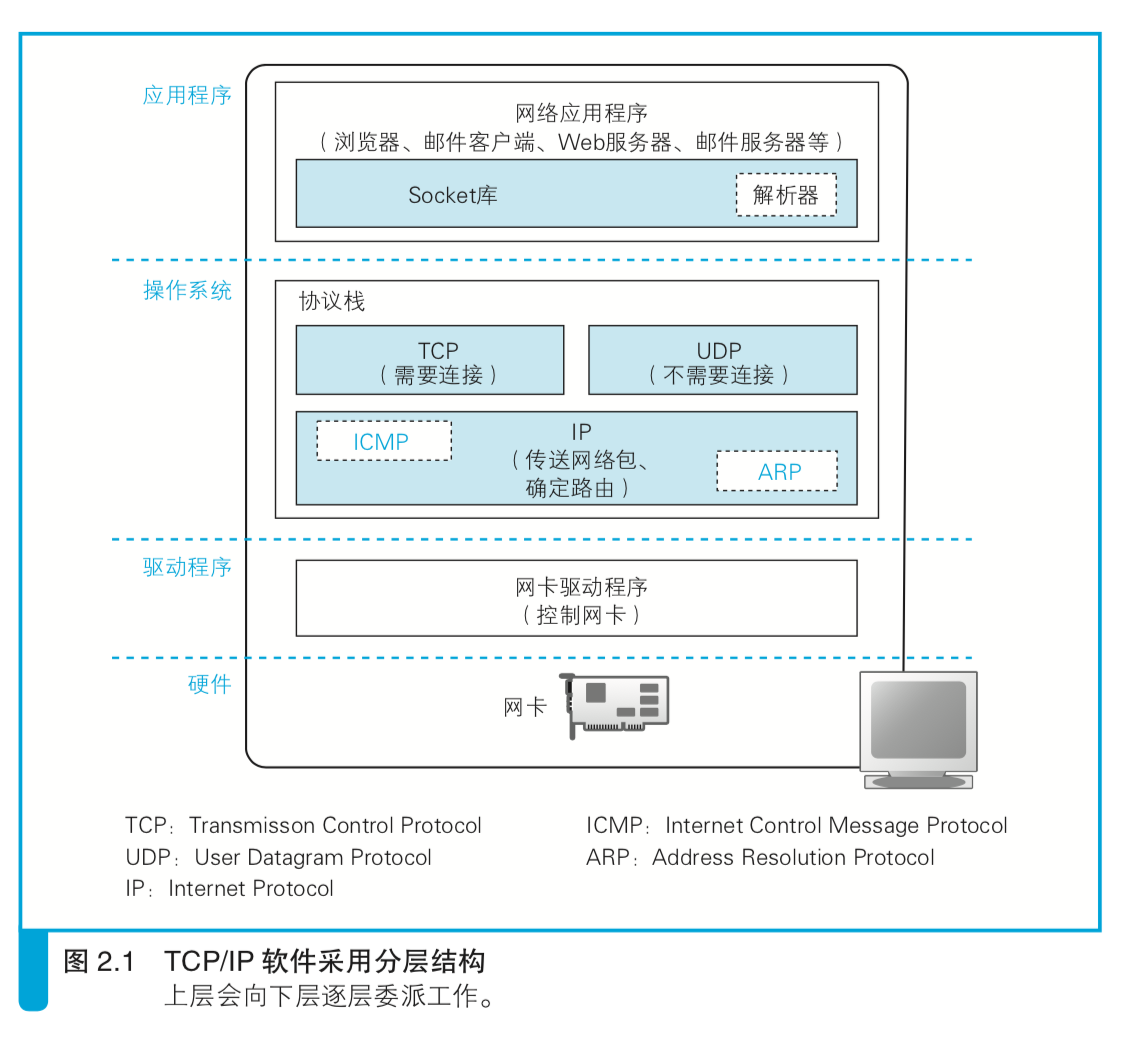 应用程序
网络应用程序
（浏览器、邮件客户端、Web服务器、邮件服务器等）
Socket库
解析器
操作系统
协议栈
TCP
（需要连接）
UDP
（不需要连接）
ICMP
IP
（传送网络包、
确定路由）
ARP
驱动程序
网卡驱动程序
（控制网卡）
硬件
网卡
TCP：Transmisson Control Protocol
UDP：User Datagram Protocol
IP：Internet Protocol
ICMP：Internet Control Message Protocol
ARP：Address Resolution Protocol
图 2.1 TCP/IP 软件采用分层结构
上层会向下层逐层委派工作。